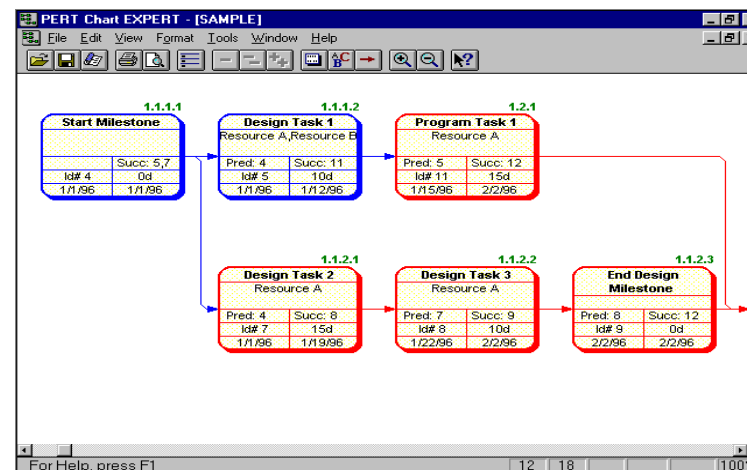 PERT Chart EXPERT - [SAMPLE]
File Edit View Format Tools Window Help
1.1.1.1
Start Milestone
Succ: 5,7
Id# 4 0d
1/1/96 1/1/96
1.1.1.2
Design Task 1
Resource A,Resource B
Pred: 4 Succ: 11
Id# 5 10d
1/1/96 1/12/96
1.2.1
Program Task 1
Resource A
Pred: 5 Succ: 12
Id# 11 15d
1/15/96 2/2/96
1.1.2.1
Design Task 2
Resource A
Pred: 4 Succ: 8
Id# 7 15d
1/1/96 1/19/96
1.1.2.2
Design Task 3
Resource A
Pred: 7 Succ: 9
Id# 8 10d
1/22/96 2/2/96
1.1.2.3
End Design
Milestone
Pred: 8 Succ: 12
Id# 9 0d
2/2/96 2/2/96
For Help, press F1 12 18 100